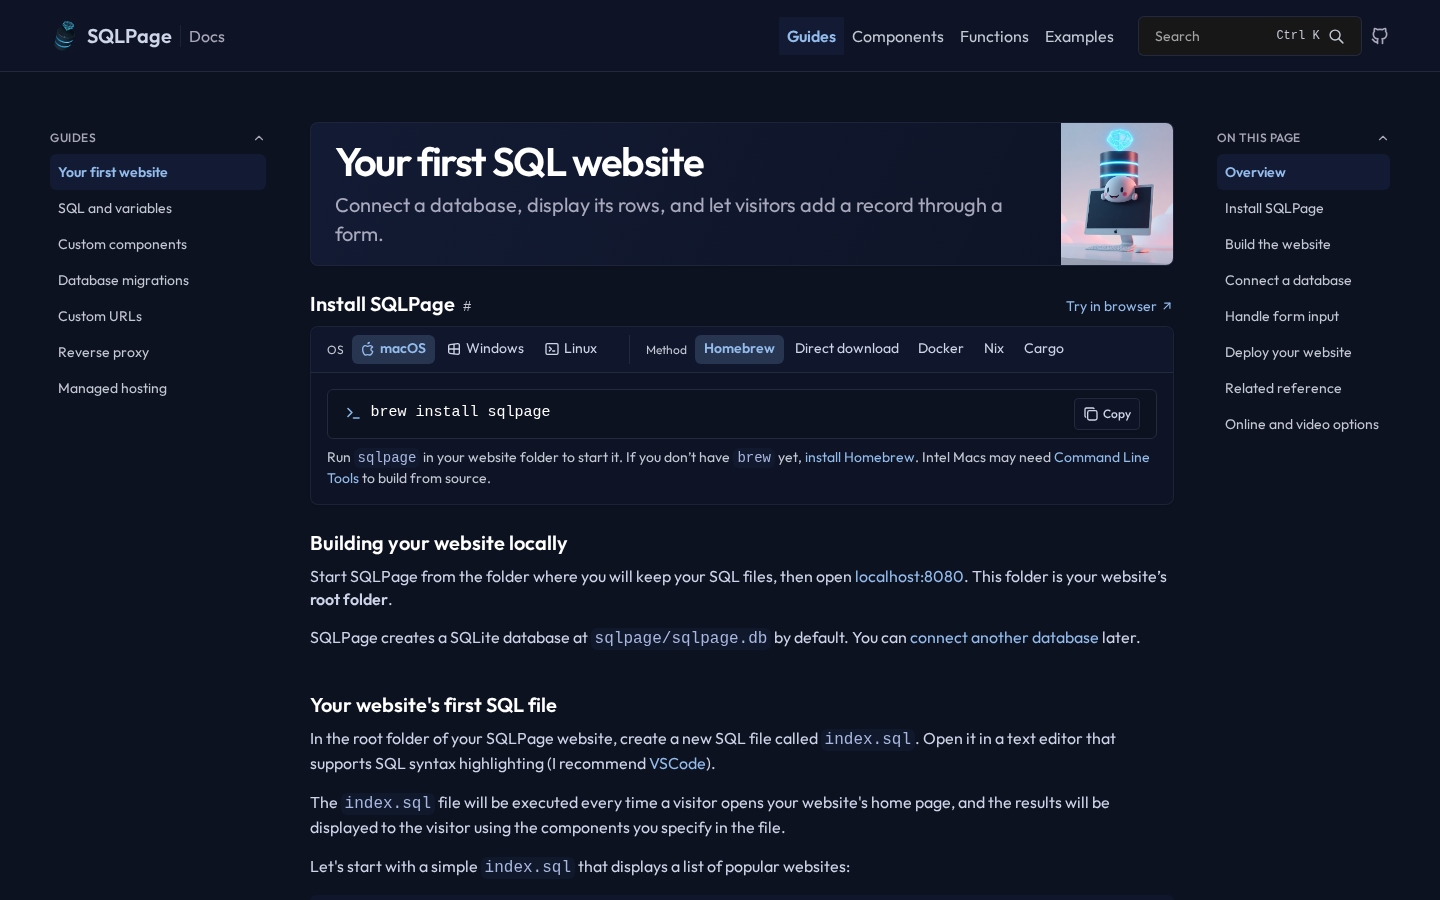 SQLPage Docs
Guides Components Functions Examples Search Ctrl K
GUIDES
Your first website
SQL and variables
Custom components
Database migrations
Custom URLs
Reverse proxy
Managed hosting
Your first SQL website
Connect a database, display its rows, and let visitors add a record through a
form.
Install SQLPage #
Try in browser ↗
OS macOS Windows Linux Method Homebrew Direct download Docker Nix Cargo
brew install sqlpage
Copy
Run sqlpage in your website folder to start it. If you don’t have brew yet, install Homebrew. Intel Macs may need Command Line
Tools to build from source.
Building your website locally
Start SQLPage from the folder where you will keep your SQL files, then open localhost:8080. This folder is your website’s
root folder.
SQLPage creates a SQLite database at sqlpage/sqlpage.db by default. You can connect another database later.
Your website's first SQL file
In the root folder of your SQLPage website, create a new SQL file called index.sql. Open it in a text editor that
supports SQL syntax highlighting (I recommend VSCode).
The index.sql file will be executed every time a visitor opens your website's home page, and the results will be
displayed to the visitor using the components you specify in the file.
Let's start with a simple index.sql that displays a list of popular websites:
ON THIS PAGE
Overview
Install SQLPage
Build the website
Connect a database
Handle form input
Deploy your website
Related reference
Online and video options